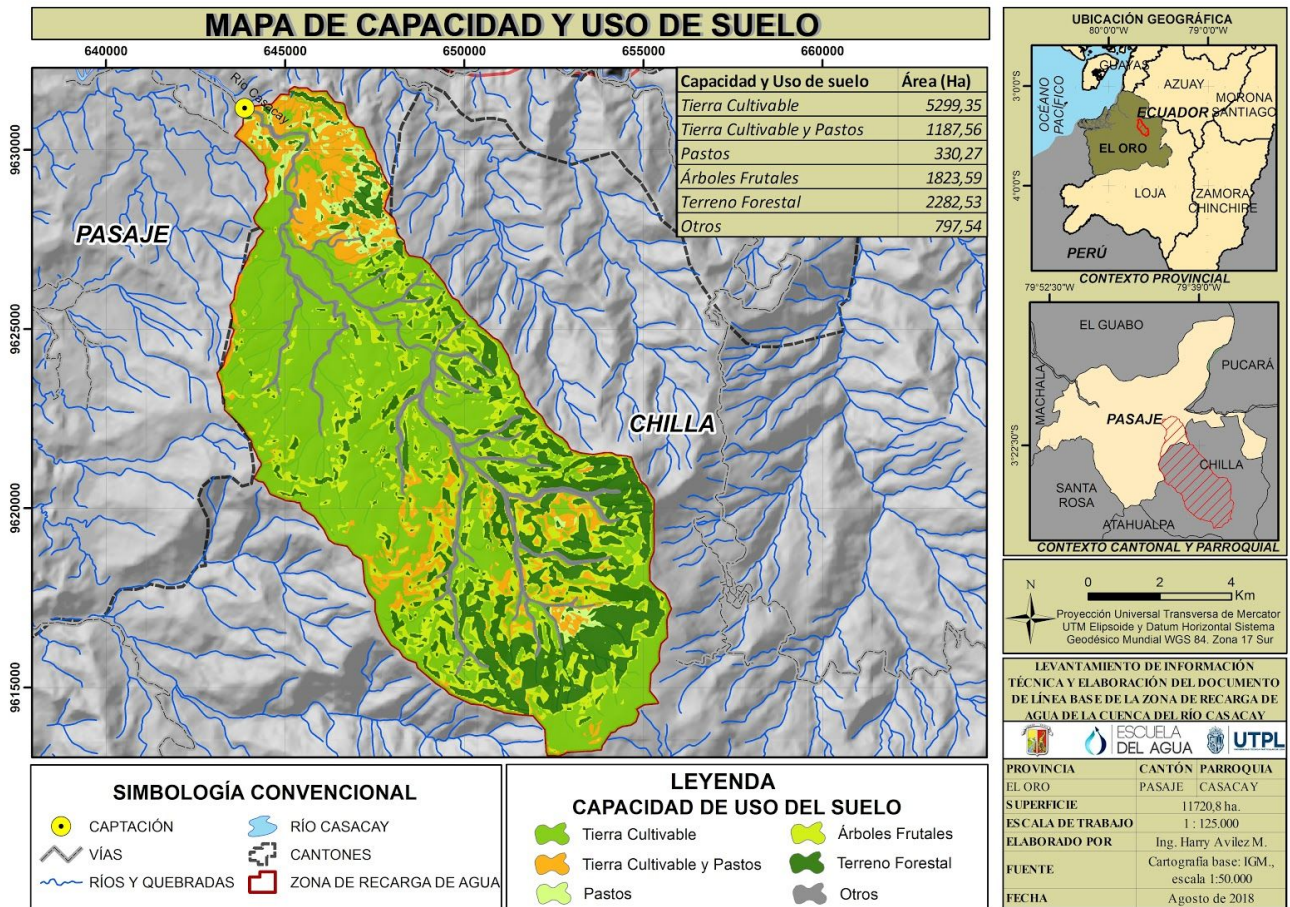 MAPA DE CAPACIDAD Y USO DE SUELO
640000 645000 650000 655000 660000
9630000
9625000
9620000
9615000
Río Casacay
PASAJE
CHILLA
Capacidad y Uso de suelo Área (Ha)
Tierra Cultivable 5299,35
Tierra Cultivable y Pastos 1187,56
Pastos 330,27
Árboles Frutales 1823,59
Terreno Forestal 2282,53
Otros 797,54
SIMBOLOGÍA CONVENCIONAL
CAPTACIÓN
VÍAS
RÍOS Y QUEBRADAS
RÍO CASACAY
CANTONES
ZONA DE RECARGA DE AGUA
LEYENDA
CAPACIDAD DE USO DEL SUELO
Tierra Cultivable
Tierra Cultivable y Pastos
Pastos
Árboles Frutales
Terreno Forestal
Otros
UBICACIÓN GEOGRÁFICA
80°0'0"W 79°0'0"W
3°0'0"S
4°0'0"S
OCÉANO
PACÍFICO
GUAYAS
AZUAY
MORONA
SANTIAGO
ECUADOR
EL ORO
LOJA
ZAMORA
CHINCHIRE
PERÚ
CONTEXTO PROVINCIAL
79°52'30"W 79°39'0"W
3°22'30"S
EL GUABO
PUCARÁ
MACHALA
PASAJE
CHILLA
SANTA
ROSA
ATAHUALPA
CONTEXTO CANTONAL Y PARROQUIAL
N
0 2 4
Km
Proyección Universal Transversa de Mercator
UTM Elipsoide y Datum Horizontal Sistema
Geodésico Mundial WGS 84. Zona 17 Sur
LEVANTAMIENTO DE INFORMACIÓN
TÉCNICA Y ELABORACIÓN DEL DOCUMENTO
DE LÍNEA BASE DE LA ZONA DE RECARGA DE
AGUA DE LA CUENCA DEL RÍO CASACAY
ESCUELA
DEL AGUA
UTPL
PROVINCIA CANTÓN PARROQUIA
EL ORO PASAJE CASACAY
SUPERFICIE 11720,8 ha.
ESCALA DE TRABAJO 1 : 125.000
ELABORADO POR Ing. Harry Avilez M.
FUENTE Cartografía base: IGM.,
escala 1:50.000
FECHA Agosto de 2018